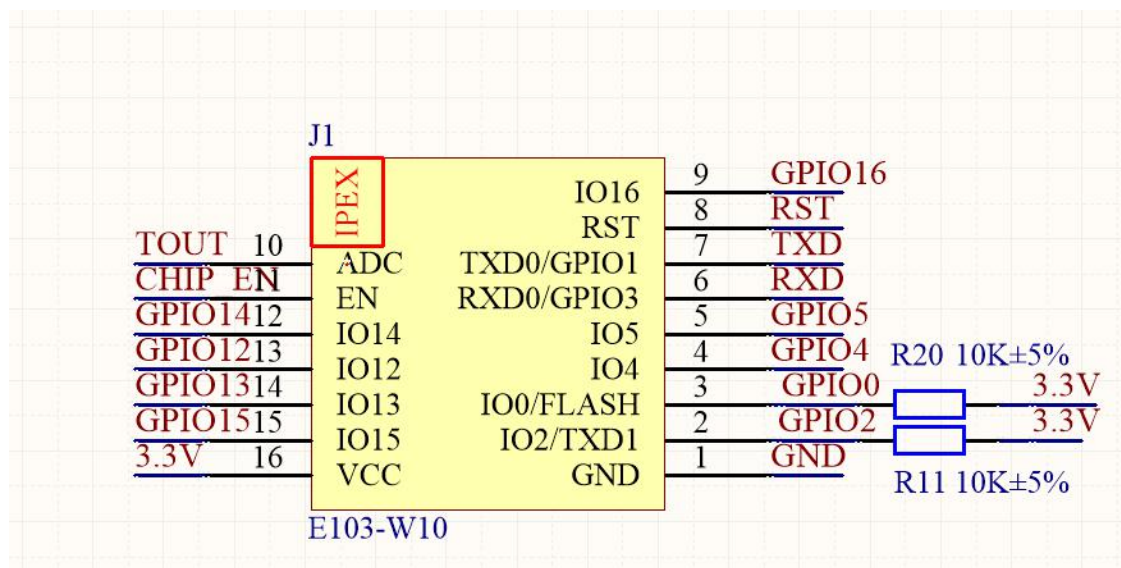 J1
IPEX
IO16 9 GPIO16
RST 8 RST
TOUT 10 ADC TXD0/GPIO1 7 TXD
CHIP_EN 11 EN RXD0/GPIO3 6 RXD
GPIO14 12 IO14 IO5 5 GPIO5
GPIO12 13 IO12 IO4 4 GPIO4 R20 10K±5%
GPIO13 14 IO13 IO0/FLASH 3 GPIO0 3.3V
GPIO15 15 IO15 IO2/TXD1 2 GPIO2 3.3V
3.3V 16 VCC GND 1 GND
R11 10K±5%
E103-W10